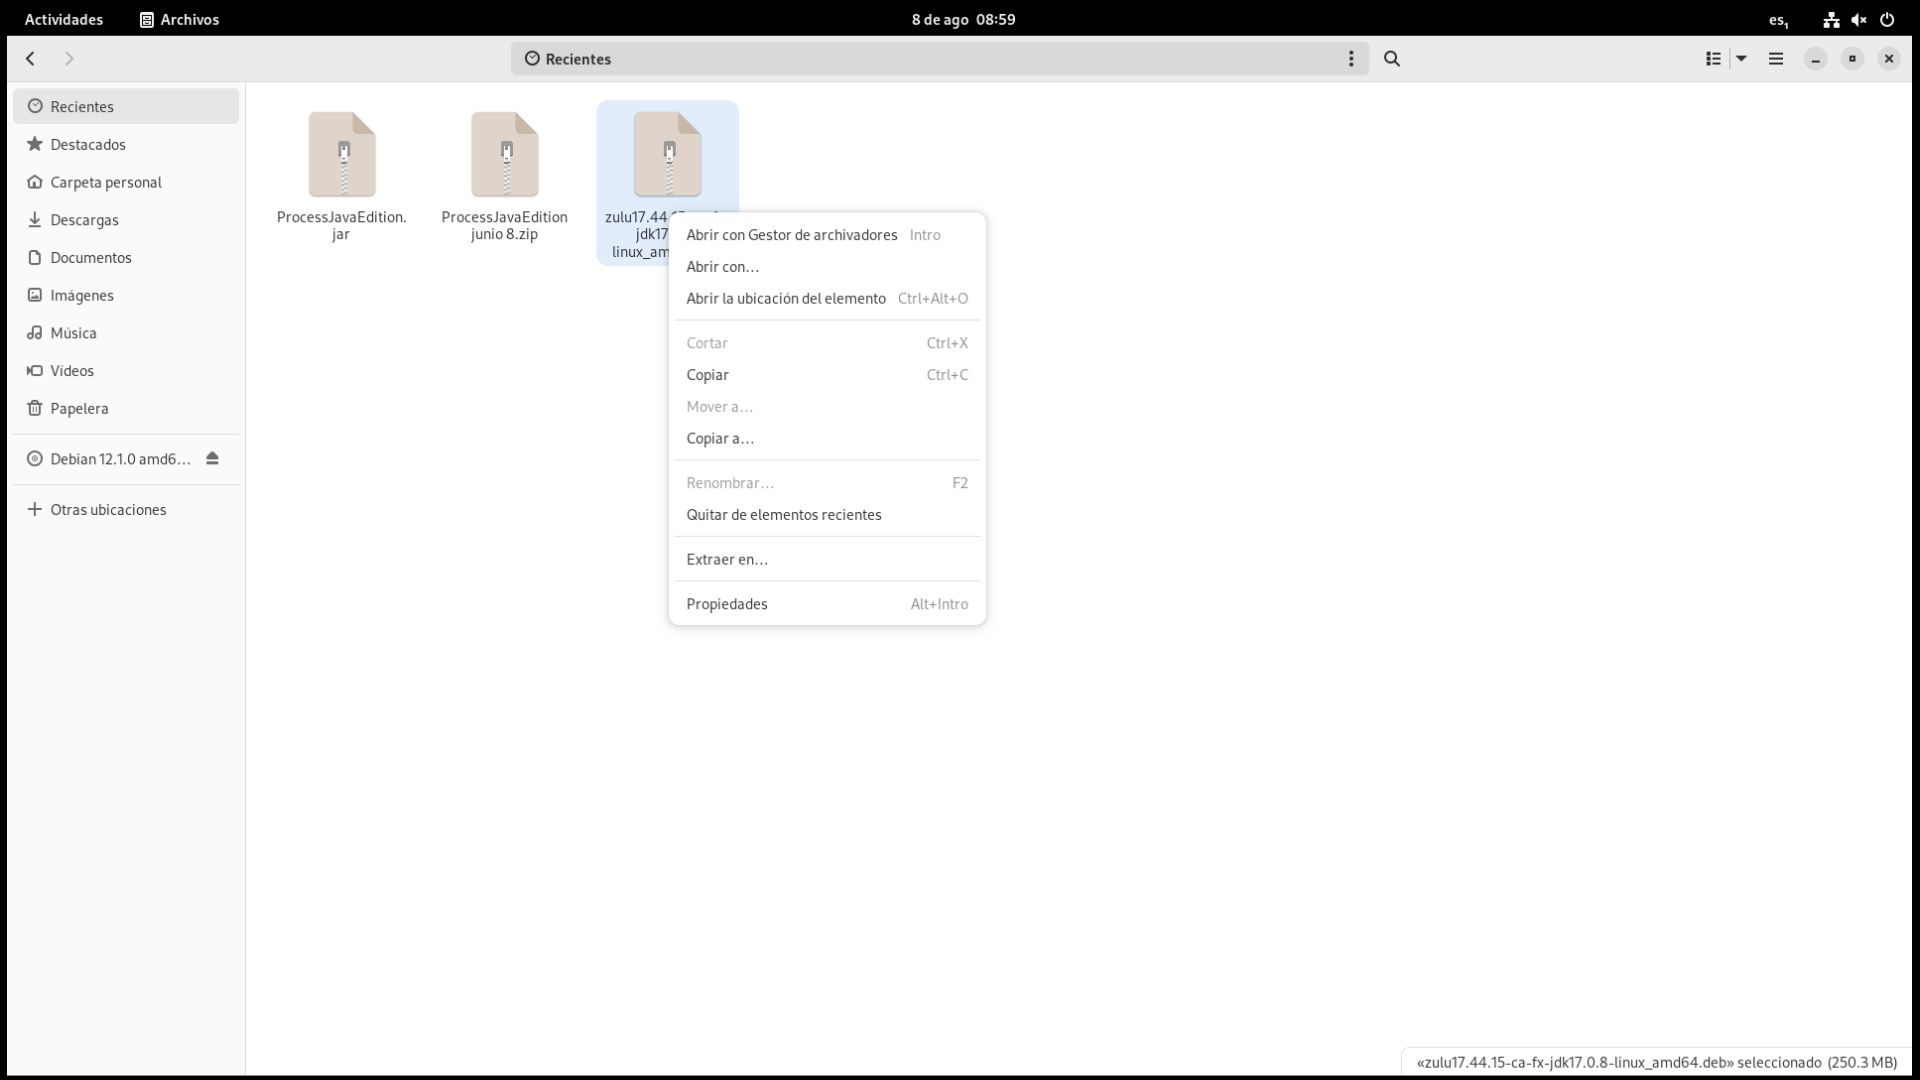 Actividades
Archivos
8 de ago 08:59
es₁
Recientes
Recientes
Destacados
Carpeta personal
Descargas
Documentos
Imágenes
Música
Vídeos
Papelera
Debian 12.1.0 amd6…
Otras ubicaciones
ProcessJavaEdition.
jar
ProcessJavaEdition
junio 8.zip
zulu17.44
jdk17
linux_am
Abrir con Gestor de archivadores Intro
Abrir con…
Abrir la ubicación del elemento Ctrl+Alt+O
Cortar Ctrl+X
Copiar Ctrl+C
Mover a…
Copiar a…
Renombrar… F2
Quitar de elementos recientes
Extraer en…
Propiedades Alt+Intro
«zulu17.44.15-ca-fx-jdk17.0.8-linux_amd64.deb» seleccionado (250.3 MB)